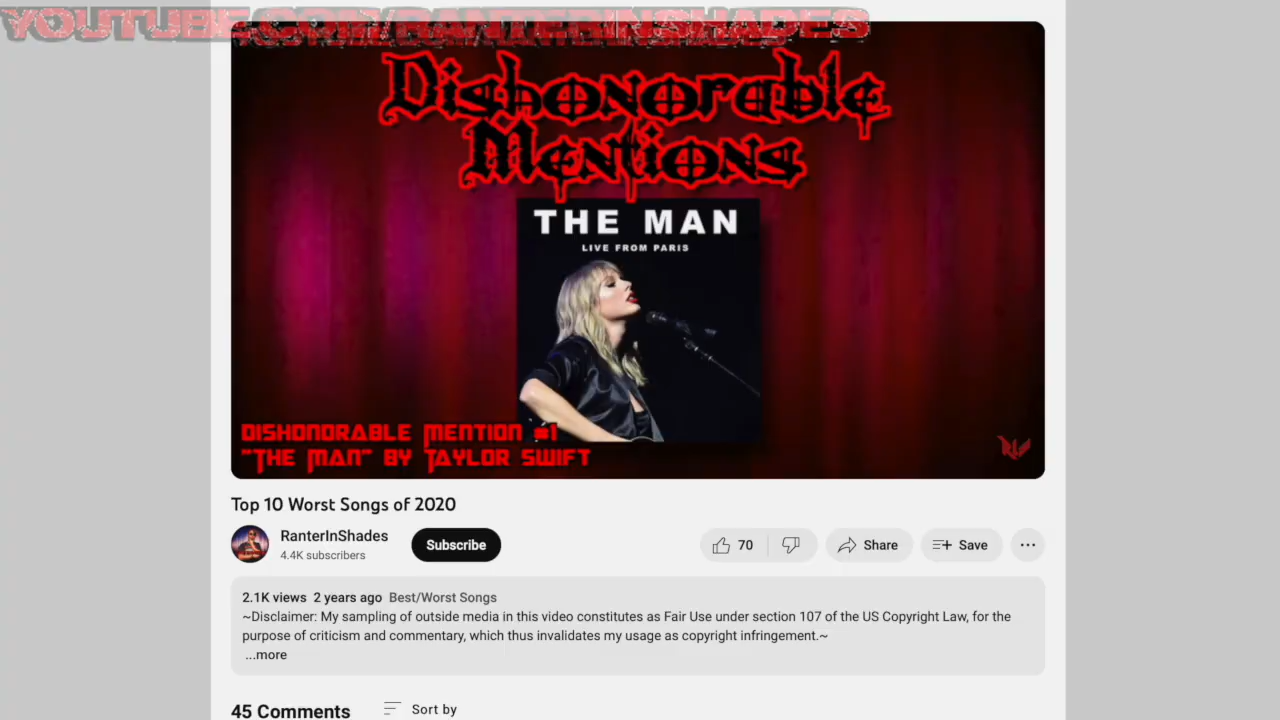 YOUTUBE.COM/RANTERINSHADES
Dishonorable
Mentions
THE MAN
LIVE FROM PARIS
DISHONORABLE MENTION #1
"THE MAN" BY TAYLOR SWIFT
Top 10 Worst Songs of 2020
RanterInShades
4.4K subscribers
Subscribe
70
Share
Save
2.1K views 2 years ago Best/Worst Songs
~Disclaimer: My sampling of outside media in this video constitutes as Fair Use under section 107 of the US Copyright Law, for the
purpose of criticism and commentary, which thus invalidates my usage as copyright infringement.~
...more
45 Comments
Sort by